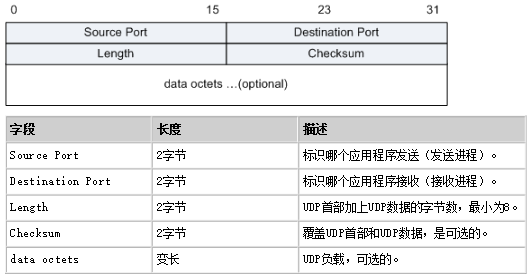 0 15 23 31
Source Port Destination Port
Length Checksum
data octets …(optional)
字段 长度 描述
Source Port 2字节 标识哪个应用程序发送（发送进程）。
Destination Port 2字节 标识哪个应用程序接收（接收进程）。
Length 2字节 UDP首部加上UDP数据的字节数，最小为8。
Checksum 2字节 覆盖UDP首部和UDP数据，是可选的。
data octets 变长 UDP负载，可选的。